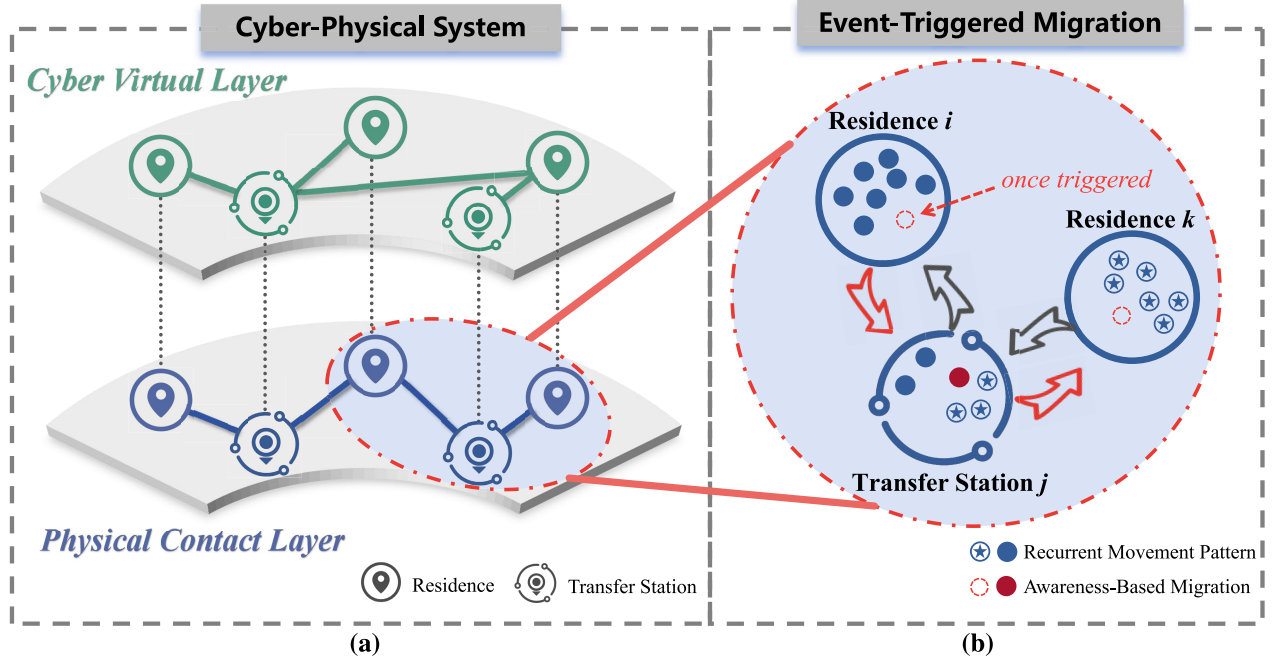 Cyber-Physical System
Cyber Virtual Layer
Physical Contact Layer
Residence
Transfer Station
(a)
Event-Triggered Migration
Residence i
once triggered
Residence k
Transfer Station j
Recurrent Movement Pattern
Awareness-Based Migration
(b)